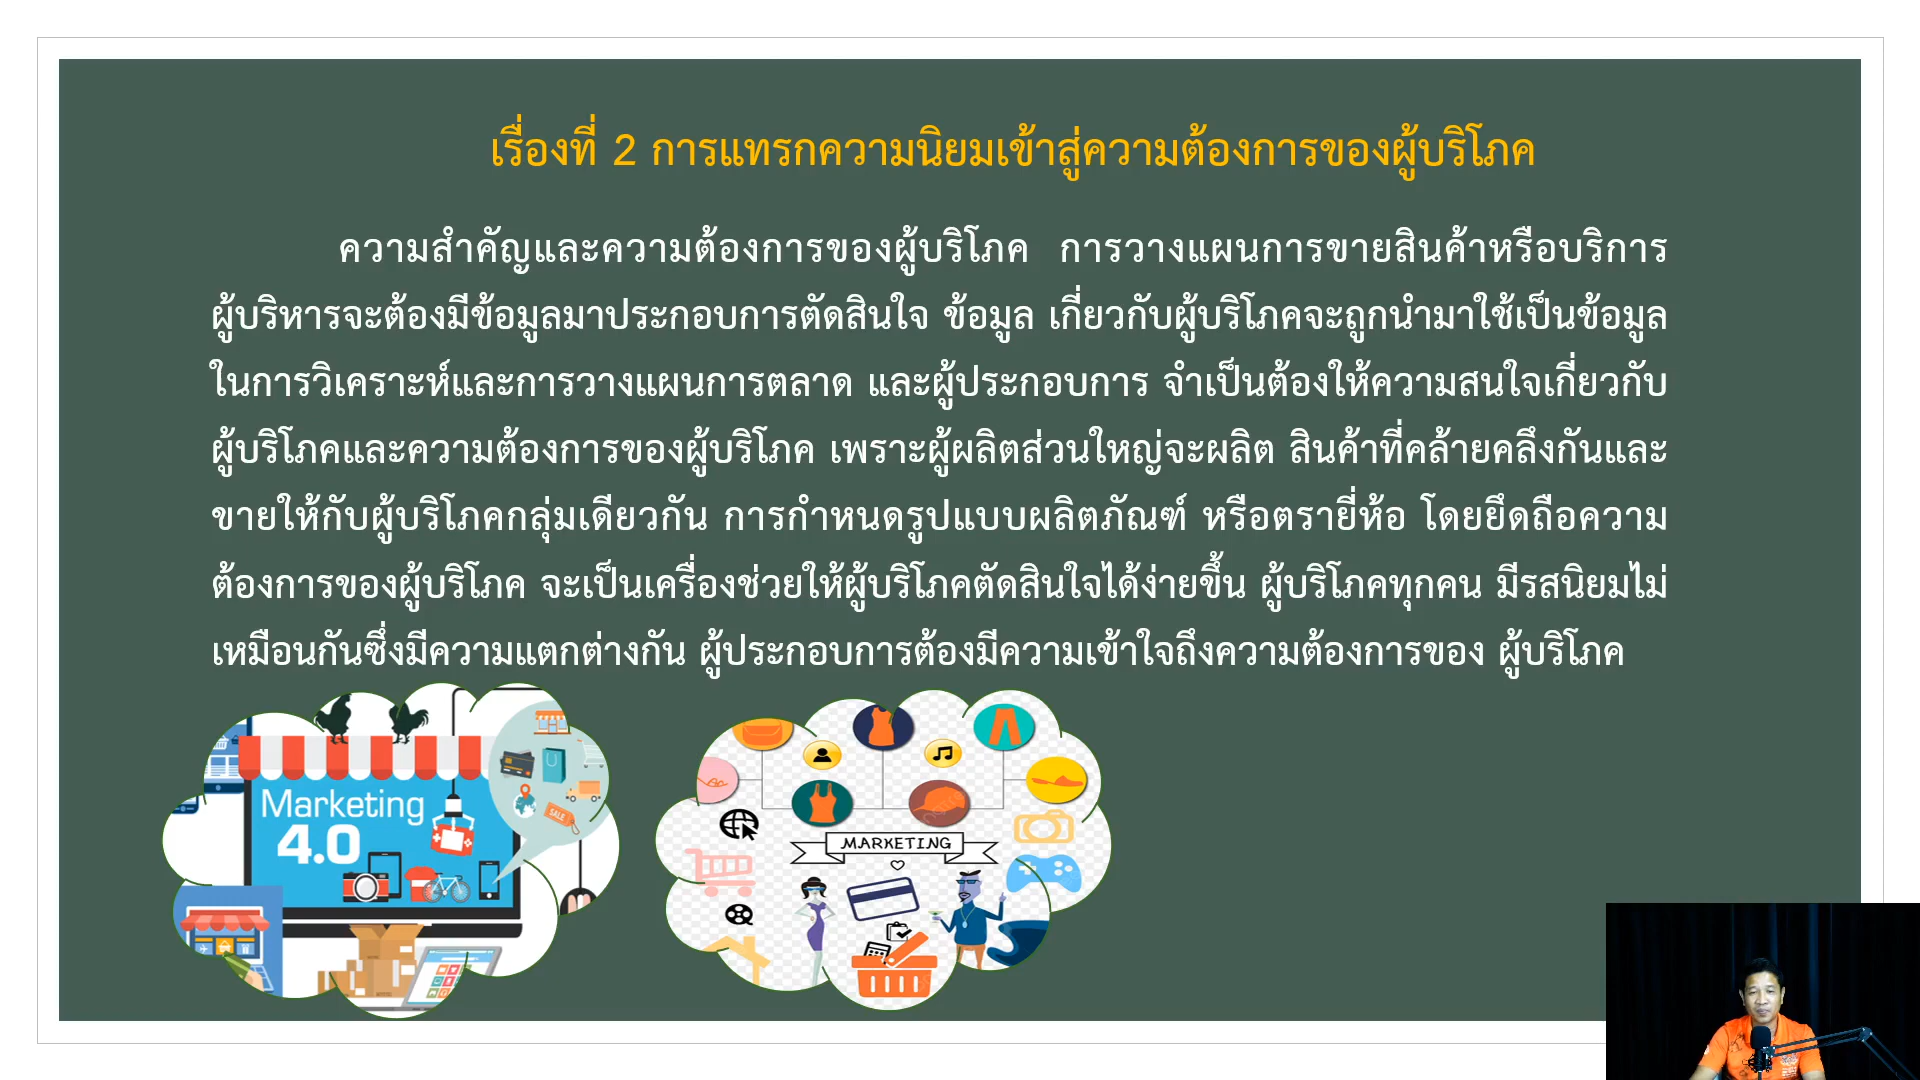 เรื่องที่ 2 การแทรกความนิยมเข้าสู่ความต้องการของผู้บริโภค
ความสำคัญและความต้องการของผู้บริโภค การวางแผนการขายสินค้าหรือบริการ
ผู้บริหารจะต้องมีข้อมูลมาประกอบการตัดสินใจ ข้อมูล เกี่ยวกับผู้บริโภคจะถูกนำมาใช้เป็นข้อมูล
ในการวิเคราะห์และการวางแผนการตลาด และผู้ประกอบการ จำเป็นต้องให้ความสนใจเกี่ยวกับ
ผู้บริโภคและความต้องการของผู้บริโภค เพราะผู้ผลิตส่วนใหญ่จะผลิต สินค้าที่คล้ายคลึงกันและ
ขายให้กับผู้บริโภคกลุ่มเดียวกัน การกำหนดรูปแบบผลิตภัณฑ์ หรือตรายี่ห้อ โดยยึดถือความ
ต้องการของผู้บริโภค จะเป็นเครื่องช่วยให้ผู้บริโภคตัดสินใจได้ง่ายขึ้น ผู้บริโภคทุกคน มีรสนิยมไม่
เหมือนกันซึ่งมีความแตกต่างกัน ผู้ประกอบการต้องมีความเข้าใจถึงความต้องการของ ผู้บริโภค
Marketing
4.0
SALE
MARKETING